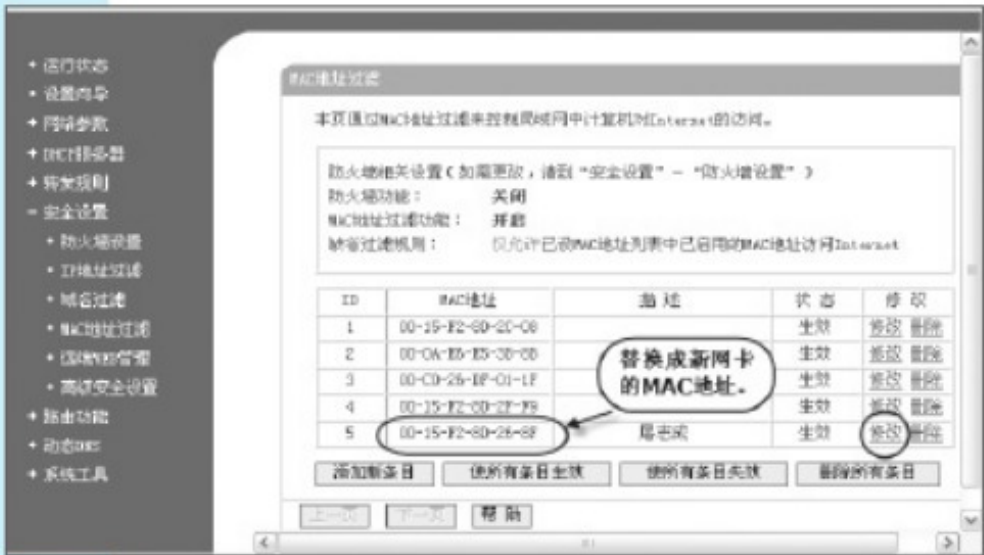 + 运行状态
• 设置向导
+ 网络参数
+ DHCP服务器
+ 转发规则
- 安全设置
• 防火墙设置
• IP地址过滤
• 域名过滤
• MAC地址过滤
• 远端WEB管理
• 高级安全设置
+ 路由功能
+ 动态DNS
+ 系统工具
MAC地址过滤
本页通过MAC地址过滤来控制局域网中计算机对Internet的访问。
防火墙相关设置(如需更改，请到“安全设置”-“防火墙设置”)
防火墙功能： 关闭
MAC地址过滤功能： 开启
缺省过滤规则： 仅允许已设MAC地址列表中已启用的MAC地址访问Internet
ID MAC地址 描述 状态 修改
1 00-15-F2-8D-2C-08 生效 修改 删除
2 生效 修改 删除
3 生效 修改 删除
4 生效 修改 删除
5 00-15-F2-8D-26-8F 生效 修改 删除
替换成新网卡
的MAC地址。
添加新条目 使所有条目生效 使所有条目失效 删除所有条目
上一页 下一页 帮助